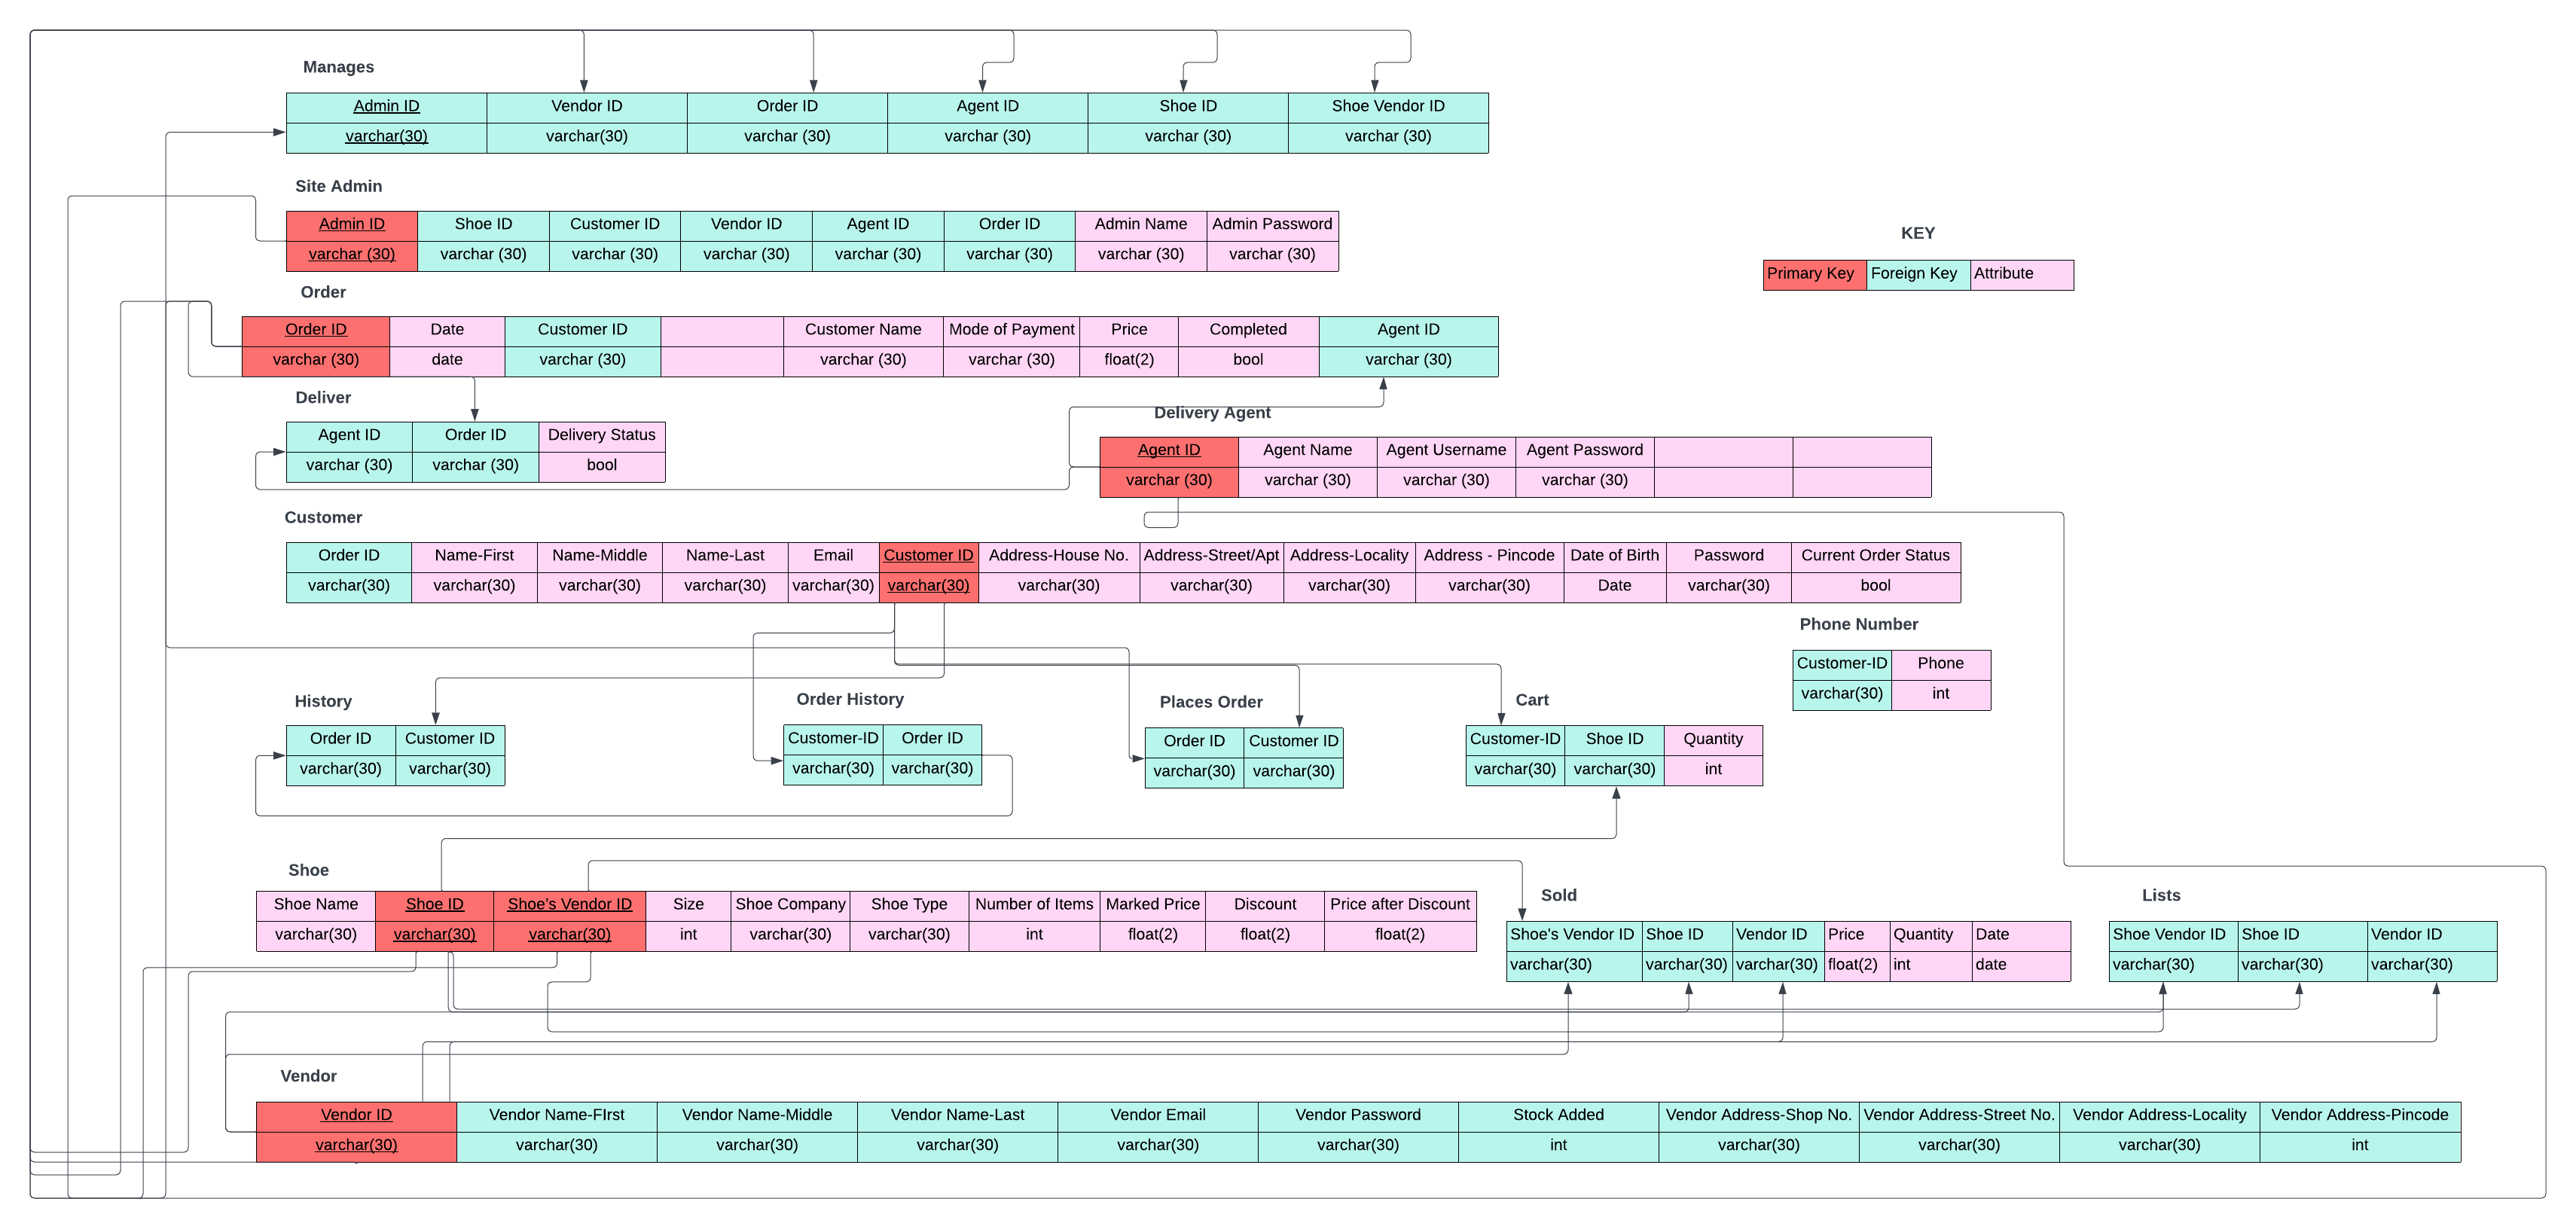 Manages
Admin ID Vendor ID Order ID Agent ID Shoe ID Shoe Vendor ID
varchar(30) varchar(30) varchar (30) varchar (30) varchar (30) varchar (30)
Site Admin
Admin ID Shoe ID Customer ID Vendor ID Agent ID Order ID Admin Name Admin Password
varchar (30) varchar (30) varchar (30) varchar (30) varchar (30) varchar (30) varchar (30) varchar (30)
KEY
Primary Key Foreign Key Attribute
Order
Order ID Date Customer ID Customer Name Mode of Payment Price Completed Agent ID
varchar (30) date varchar (30) varchar (30) varchar (30) float(2) bool varchar (30)
Deliver
Agent ID Order ID Delivery Status
varchar (30) varchar (30) bool
Delivery Agent
Agent ID Agent Name Agent Username Agent Password
varchar (30) varchar (30) varchar (30) varchar (30)
Customer
Order ID Name-First Name-Middle Name-Last Email Customer ID Address-House No. Address-Street/Apt Address-Locality Address - Pincode Date of Birth Password Current Order Status
varchar(30) varchar(30) varchar(30) varchar(30) varchar(30) varchar(30) varchar(30) varchar(30) varchar(30) varchar(30) Date varchar(30) bool
Phone Number
Customer-ID Phone
varchar(30) int
History
Order ID Customer ID
varchar(30) varchar(30)
Order History
Customer-ID Order ID
varchar(30) varchar(30)
Places Order
Order ID Customer ID
varchar(30) varchar(30)
Cart
Customer-ID Shoe ID Quantity
varchar(30) varchar(30) int
Shoe
Shoe Name Shoe ID Shoe's Vendor ID Size Shoe Company Shoe Type Number of Items Marked Price Discount Price after Discount
varchar(30) varchar(30) varchar(30) int varchar(30) varchar(30) int float(2) float(2) float(2)
Sold
Shoe's Vendor ID Shoe ID Vendor ID Price Quantity Date
varchar(30) varchar(30) varchar(30) float(2) int date
Lists
Shoe Vendor ID Shoe ID Vendor ID
varchar(30) varchar(30) varchar(30)
Vendor
Vendor ID Vendor Name-FIrst Vendor Name-Middle Vendor Name-Last Vendor Email Vendor Password Stock Added Vendor Address-Shop No. Vendor Address-Street No. Vendor Address-Locality Vendor Address-Pincode
varchar(30) varchar(30) varchar(30) varchar(30) varchar(30) varchar(30) int varchar(30) varchar(30) varchar(30) int